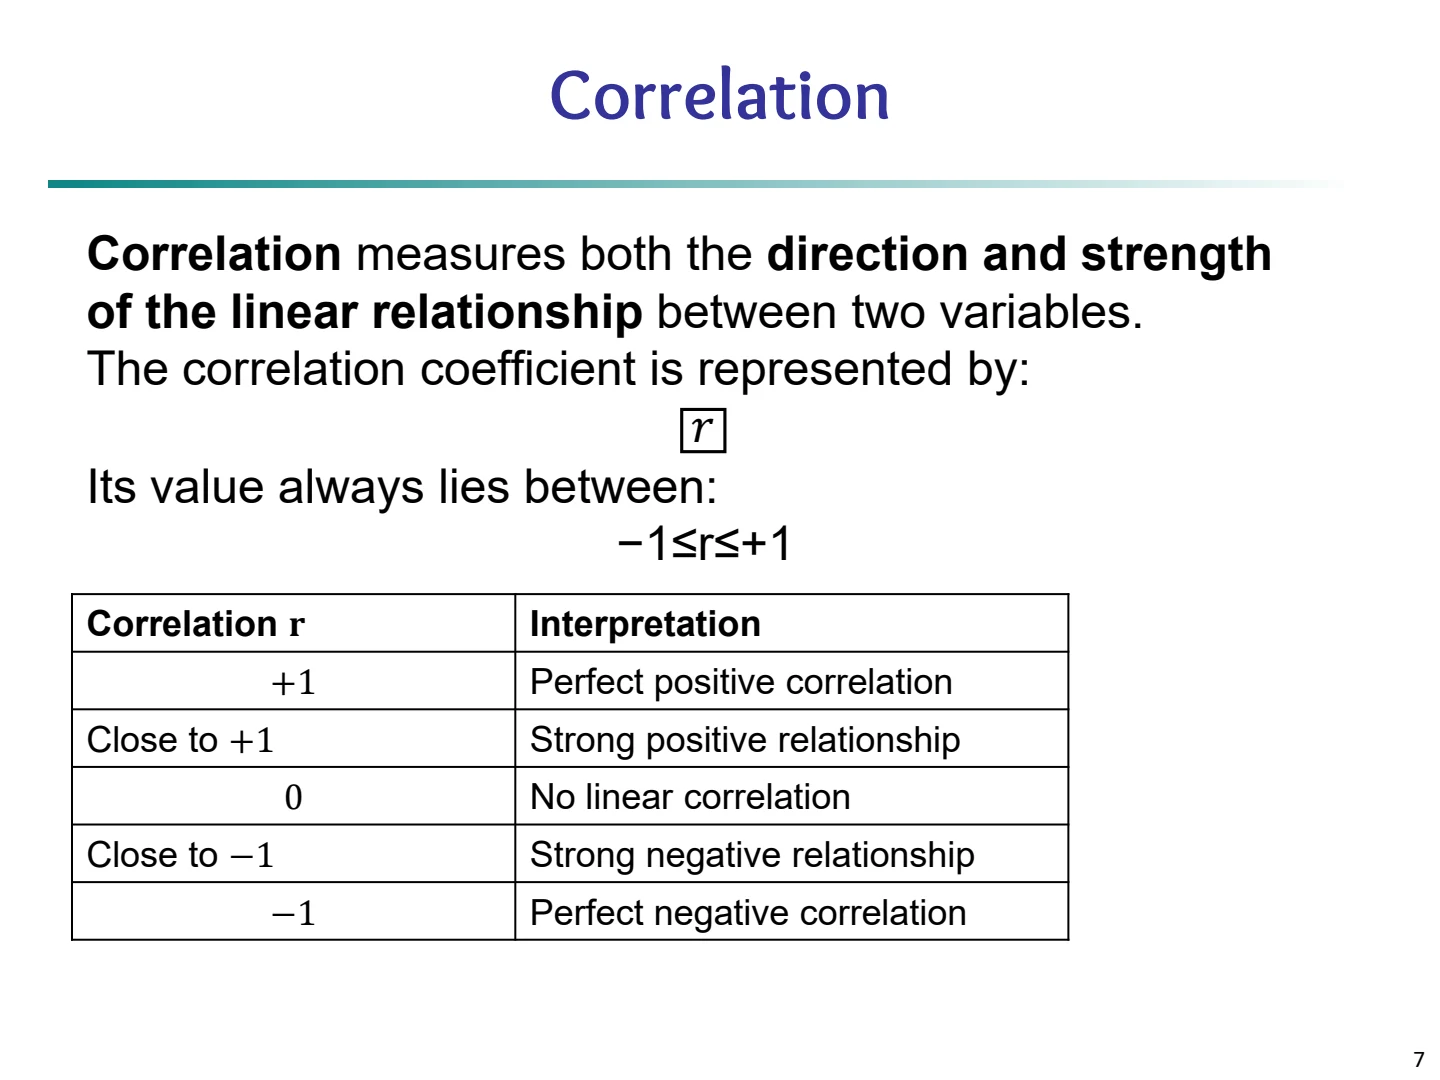 Correlation
Correlation measures both the direction and strength
of the linear relationship between two variables.
The correlation coefficient is represented by:
r
Its value always lies between:
−1≤r≤+1
Correlation r Interpretation
+1 Perfect positive correlation
Close to +1 Strong positive relationship
0 No linear correlation
Close to −1 Strong negative relationship
−1 Perfect negative correlation
7